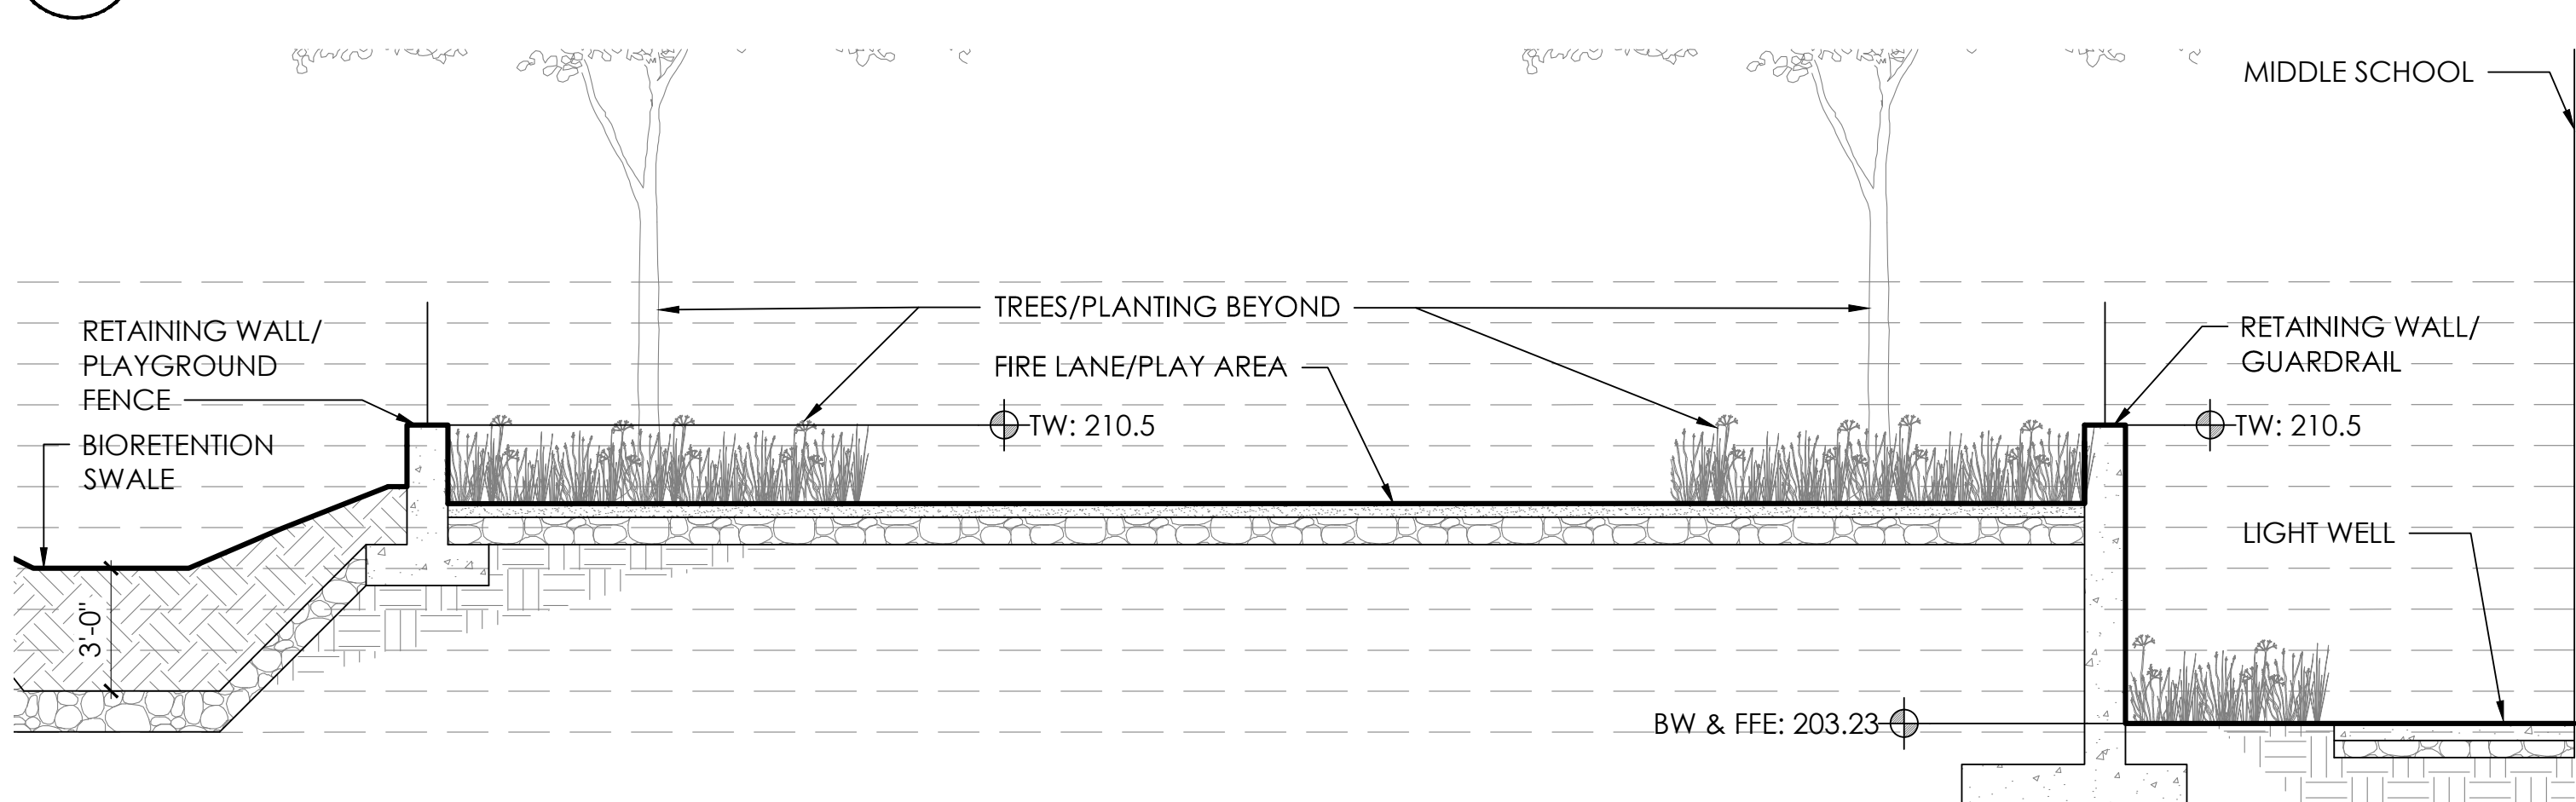 MIDDLE SCHOOL
TREES/PLANTING BEYOND
RETAINING WALL/
PLAYGROUND
FENCE
RETAINING WALL/
GUARDRAIL
FIRE LANE/PLAY AREA
TW: 210.5
TW: 210.5
BIORETENTION
SWALE
LIGHT WELL
3'-0"
BW & FFE: 203.23